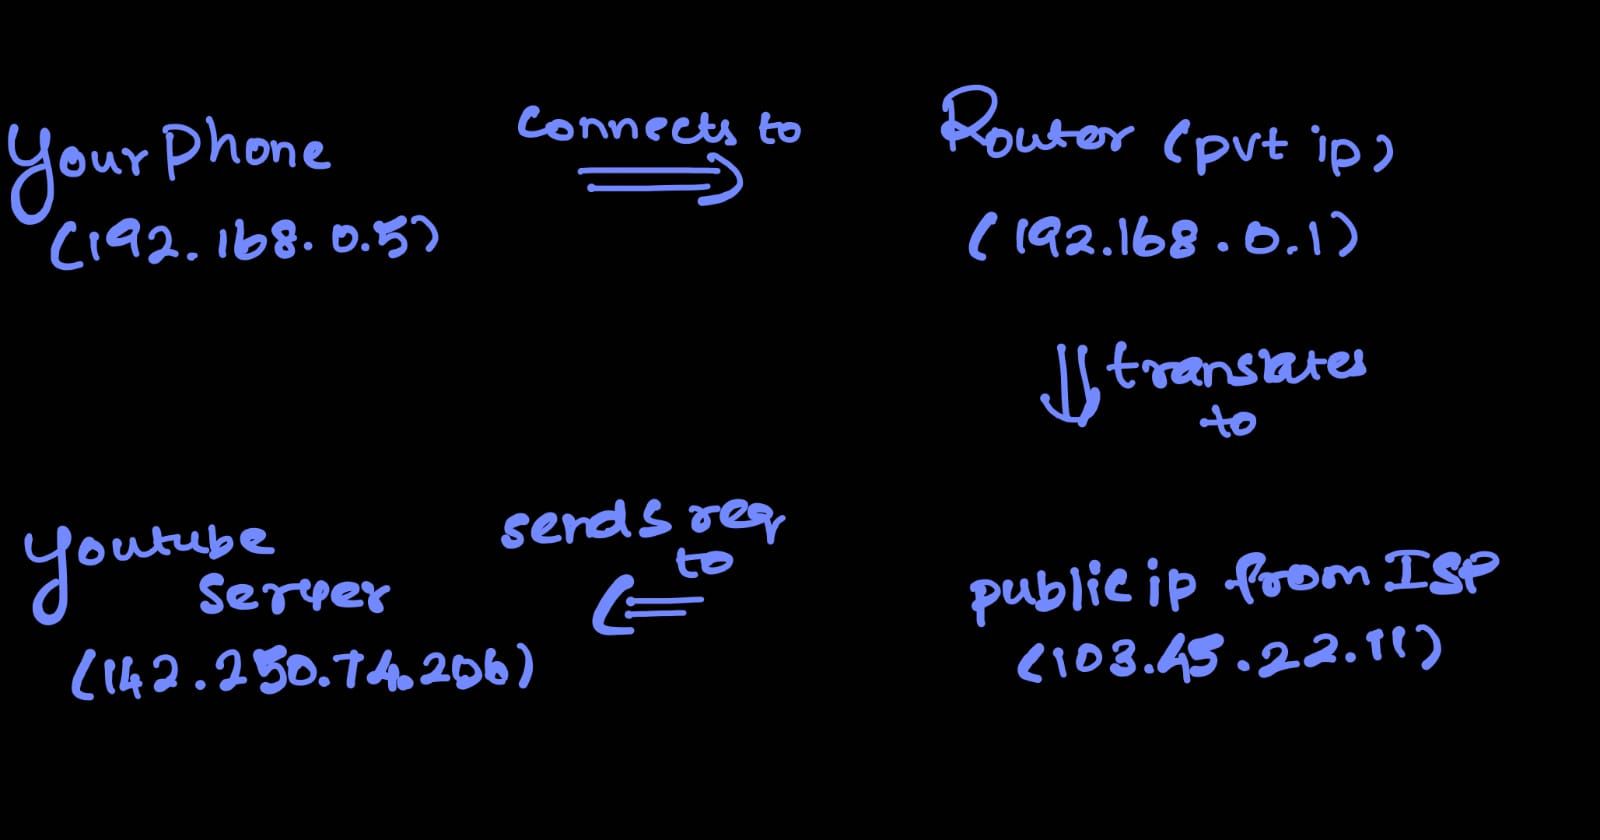 Your Phone
connects to
Router (pvt ip)
(192.168.0.5)
(192.168.0.1)
translates
to
Youtube
Server
(142.250.74.206)
sends req
to
public ip from ISP
(103.45.22.11)